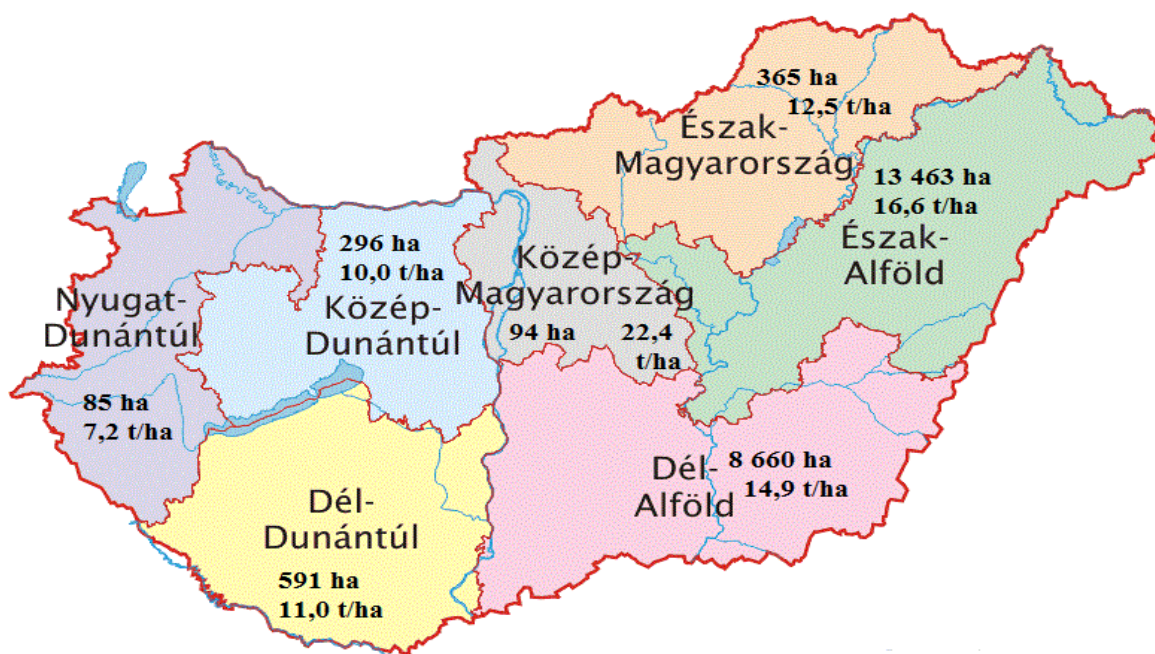 365 ha
12,5 t/ha
Észak-
Magyarország
13 463 ha
16,6 t/ha
Észak-
Alföld
296 ha
10,0 t/ha
Közép-
Dunántúl
Közép-
Magyarország
94 ha 22,4
t/ha
Nyugat-
Dunántúl
85 ha
7,2 t/ha
Dél-
Alföld
8 660 ha
14,9 t/ha
Dél-
Dunántúl
591 ha
11,0 t/ha